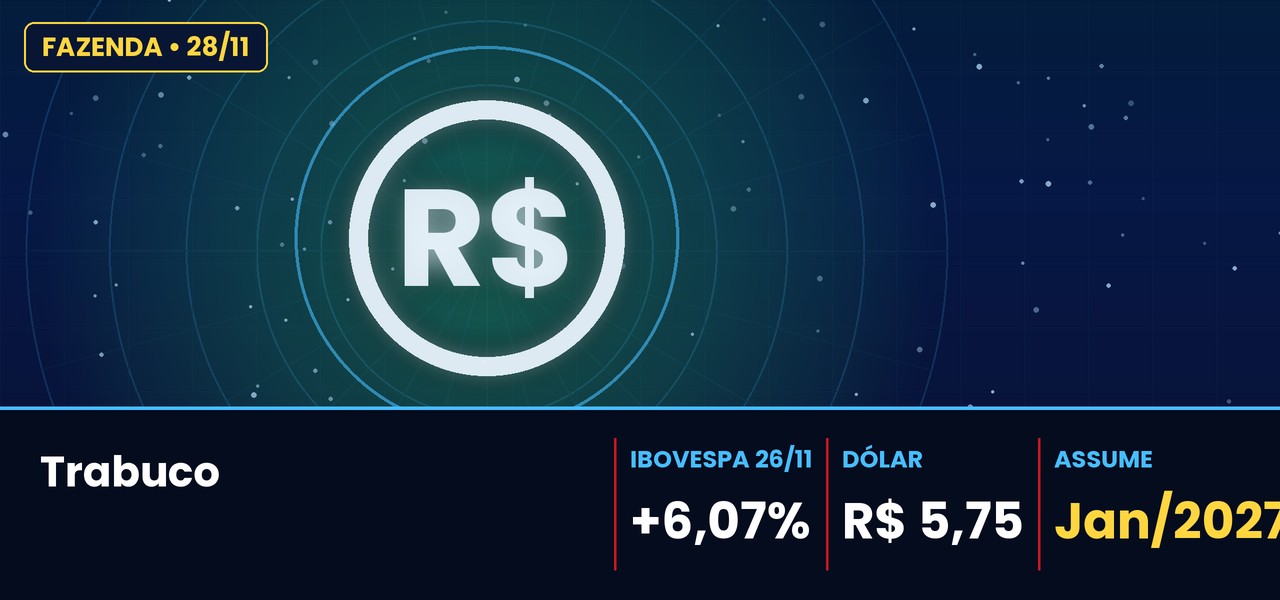 FAZENDA • 28/11
R$
Trabuco
IBOVESPA 26/11
+6,07%
DÓLAR
R$ 5,75
ASSUME
Jan/2027